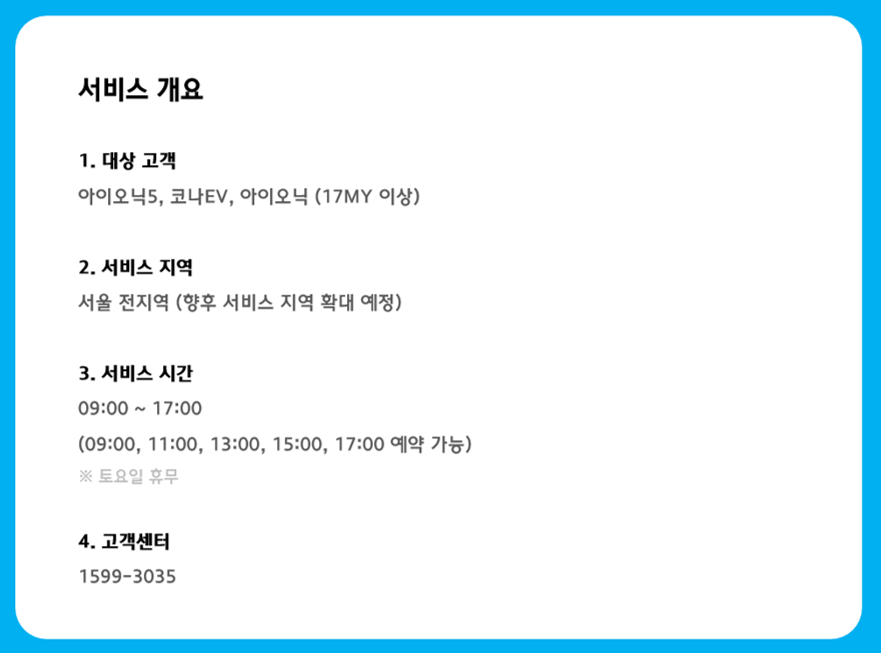 서비스 개요
1. 대상 고객
아이오닉5, 코나EV, 아이오닉 (17MY 이상)
2. 서비스 지역
서울 전지역 (향후 서비스 지역 확대 예정)
3. 서비스 시간
09:00 ~ 17:00
(09:00, 11:00, 13:00, 15:00, 17:00 예약 가능)
※ 토요일 휴무
4. 고객센터
1599-3035